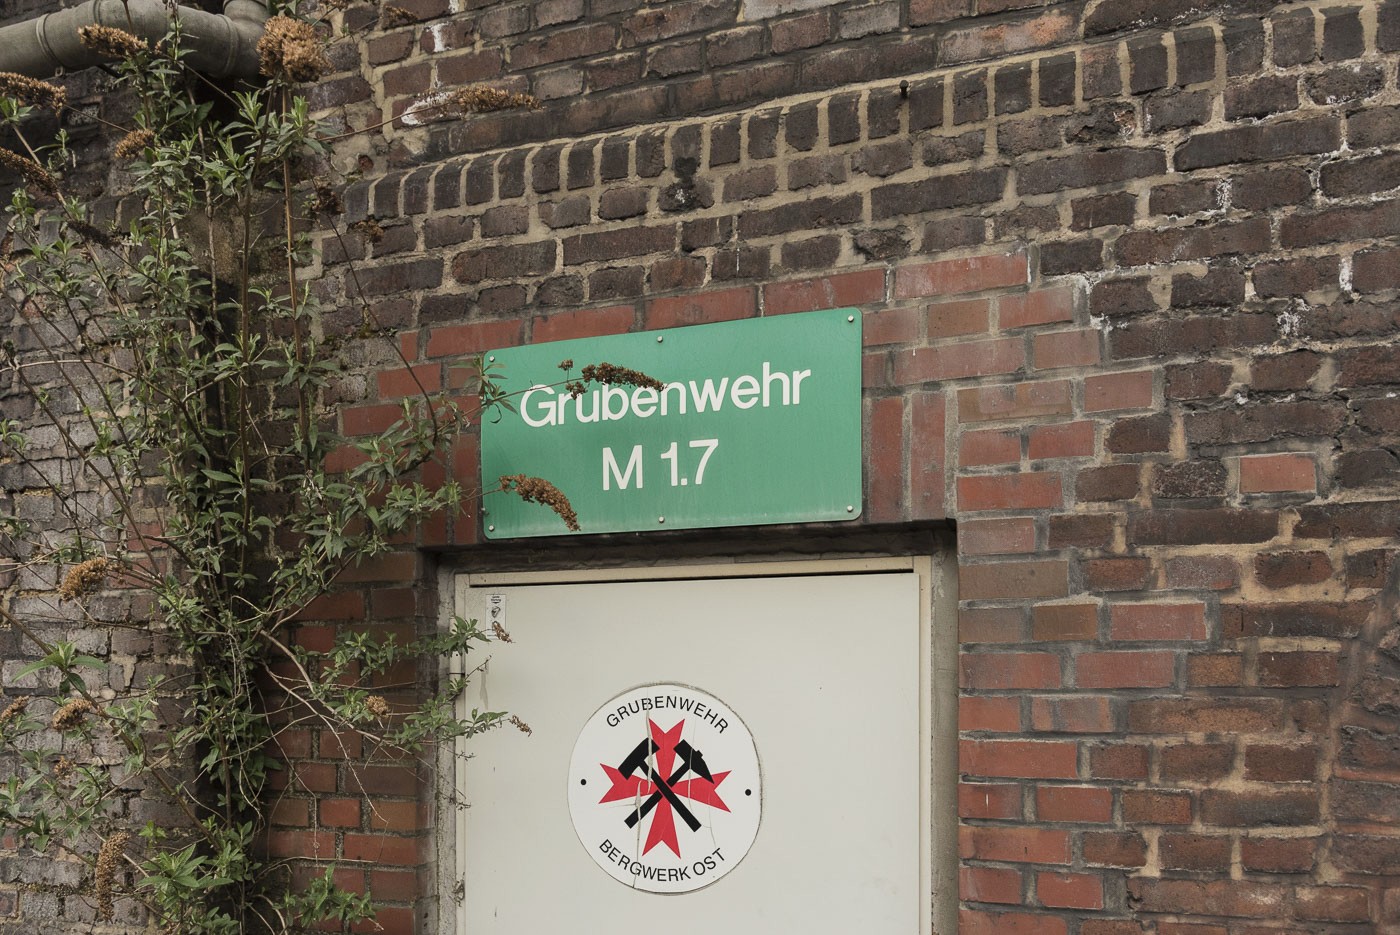 Grubenwehr
M 1.7
GRUBENWEHR
BERGWERK OST